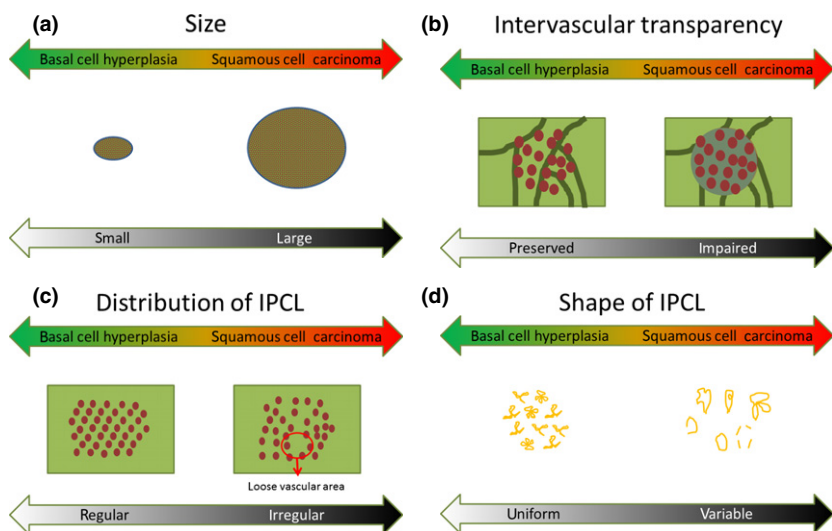 (a)
Size
Basal cell hyperplasia Squamous cell carcinoma
Small Large
(b)
Intervascular transparency
Basal cell hyperplasia Squamous cell carcinoma
Preserved Impaired
(c)
Distribution of IPCL
Basal cell hyperplasia Squamous cell carcinoma
Loose vascular area
Regular Irregular
(d)
Shape of IPCL
Basal cell hyperplasia Squamous cell carcinoma
Uniform Variable